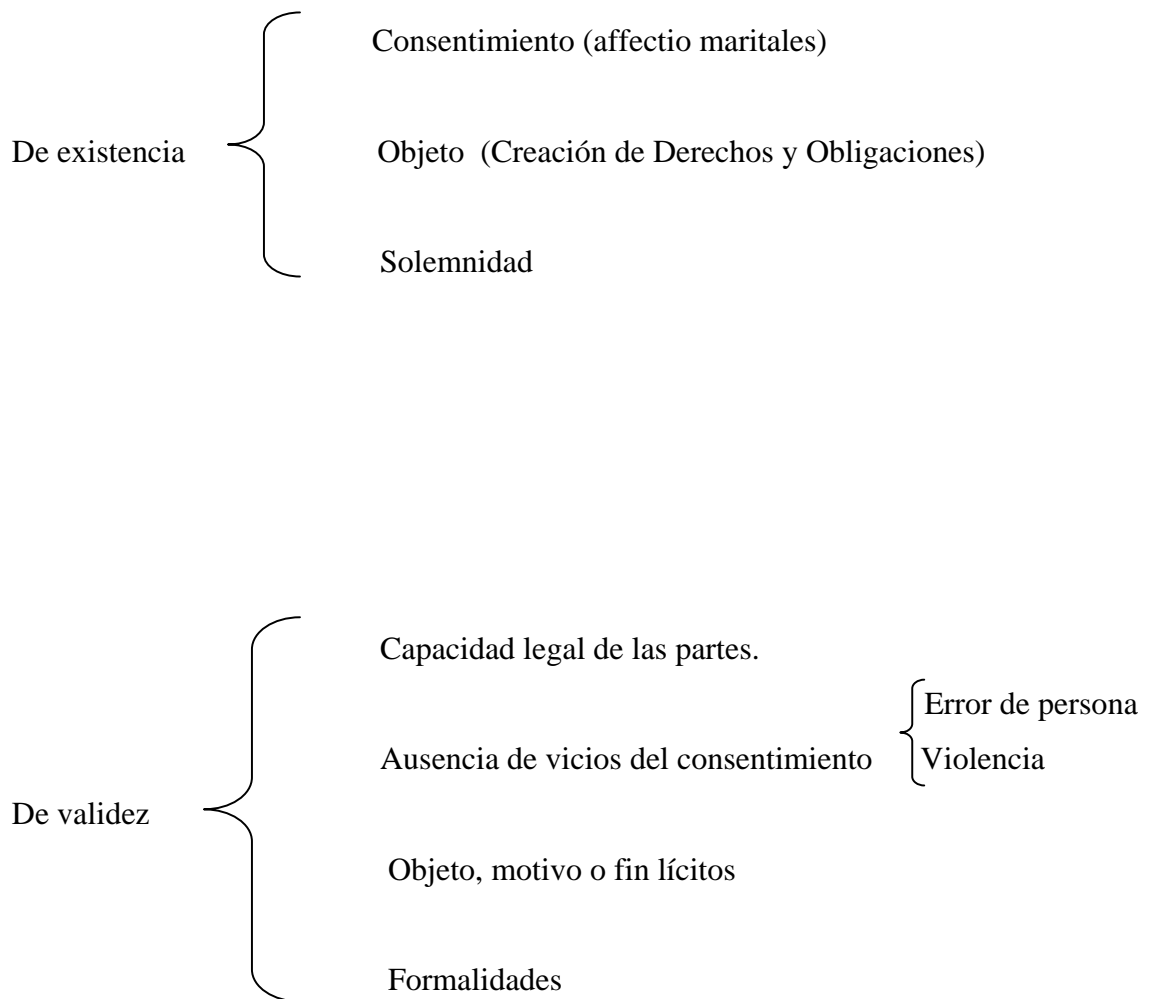 Consentimiento (affectio maritales)
De existencia
Objeto (Creación de Derechos y Obligaciones)
Solemnidad
Capacidad legal de las partes.
Error de persona
Ausencia de vicios del consentimiento
Violencia
De validez
Objeto, motivo o fin lícitos
Formalidades